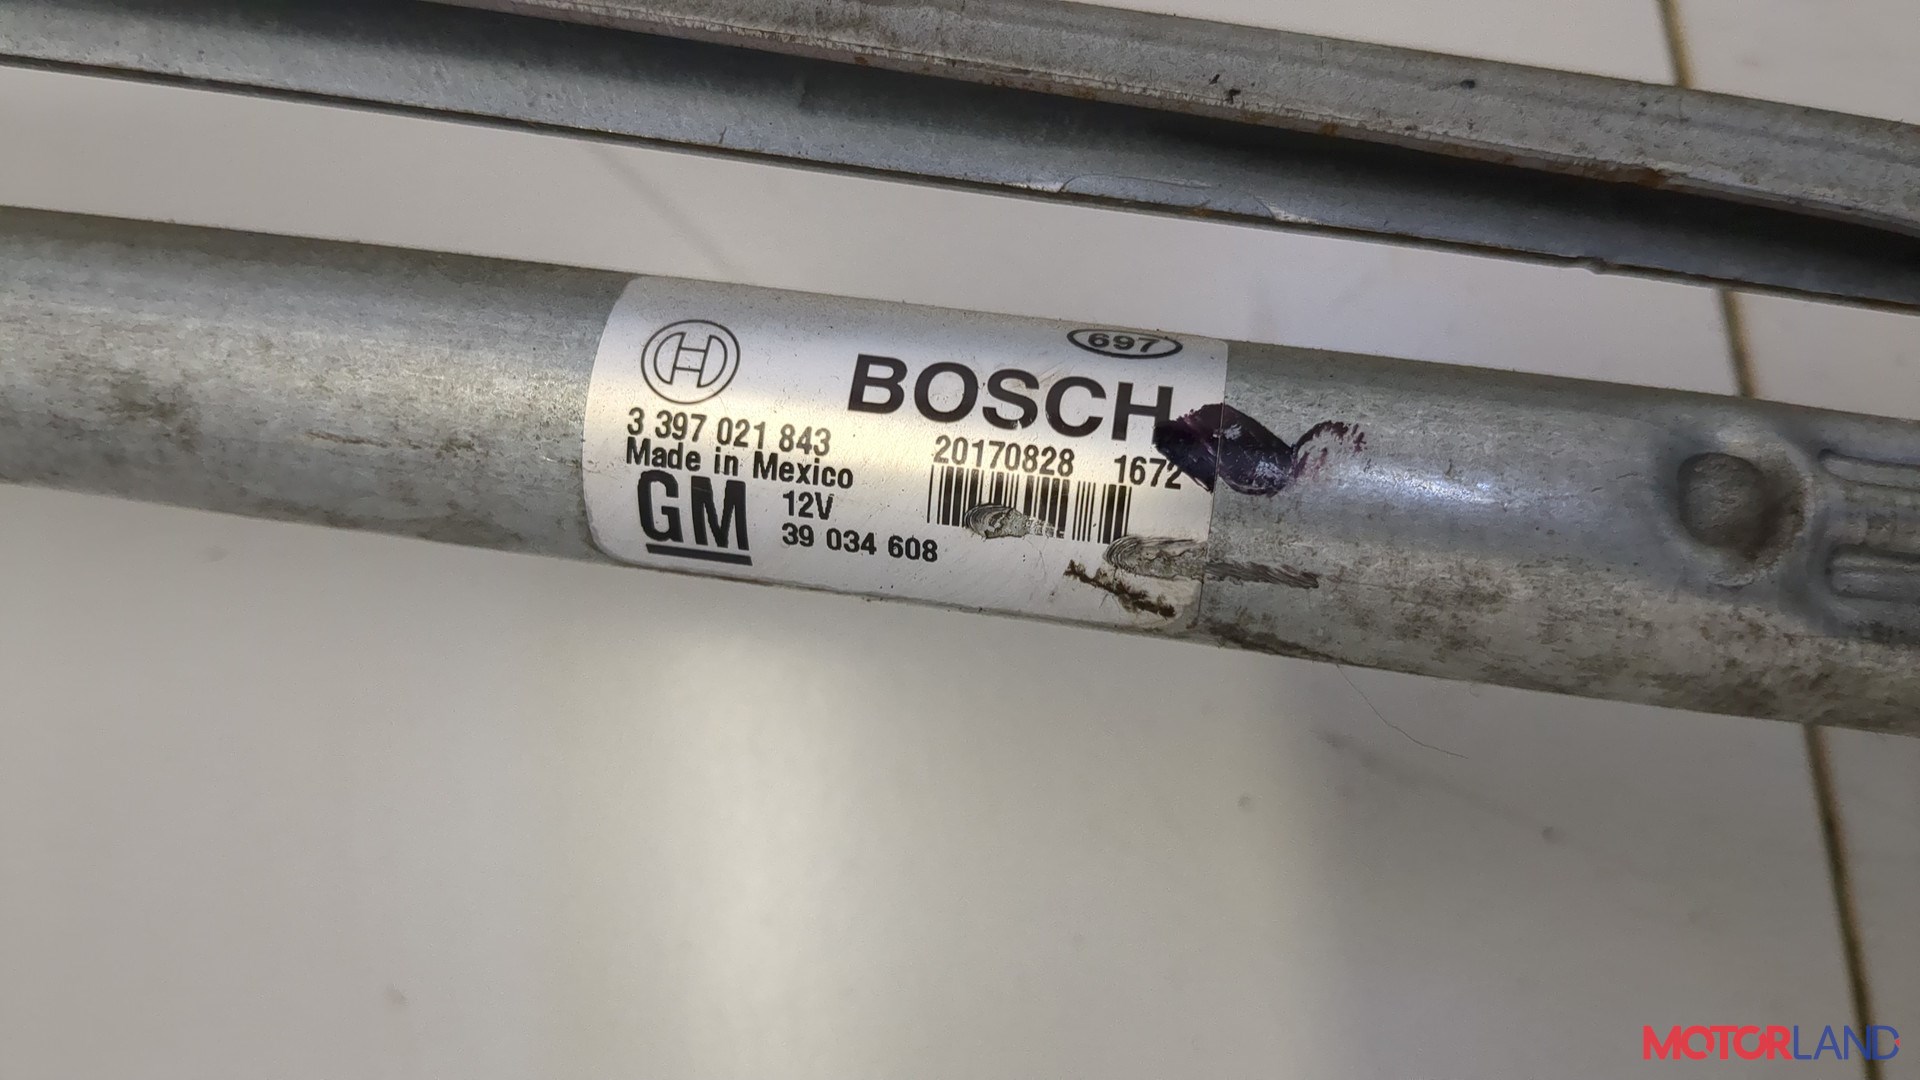 697
BOSCH
3 397 021 843
Made in Mexico
20170828 1672
GM
12V
39 034 608
MOTORLAND